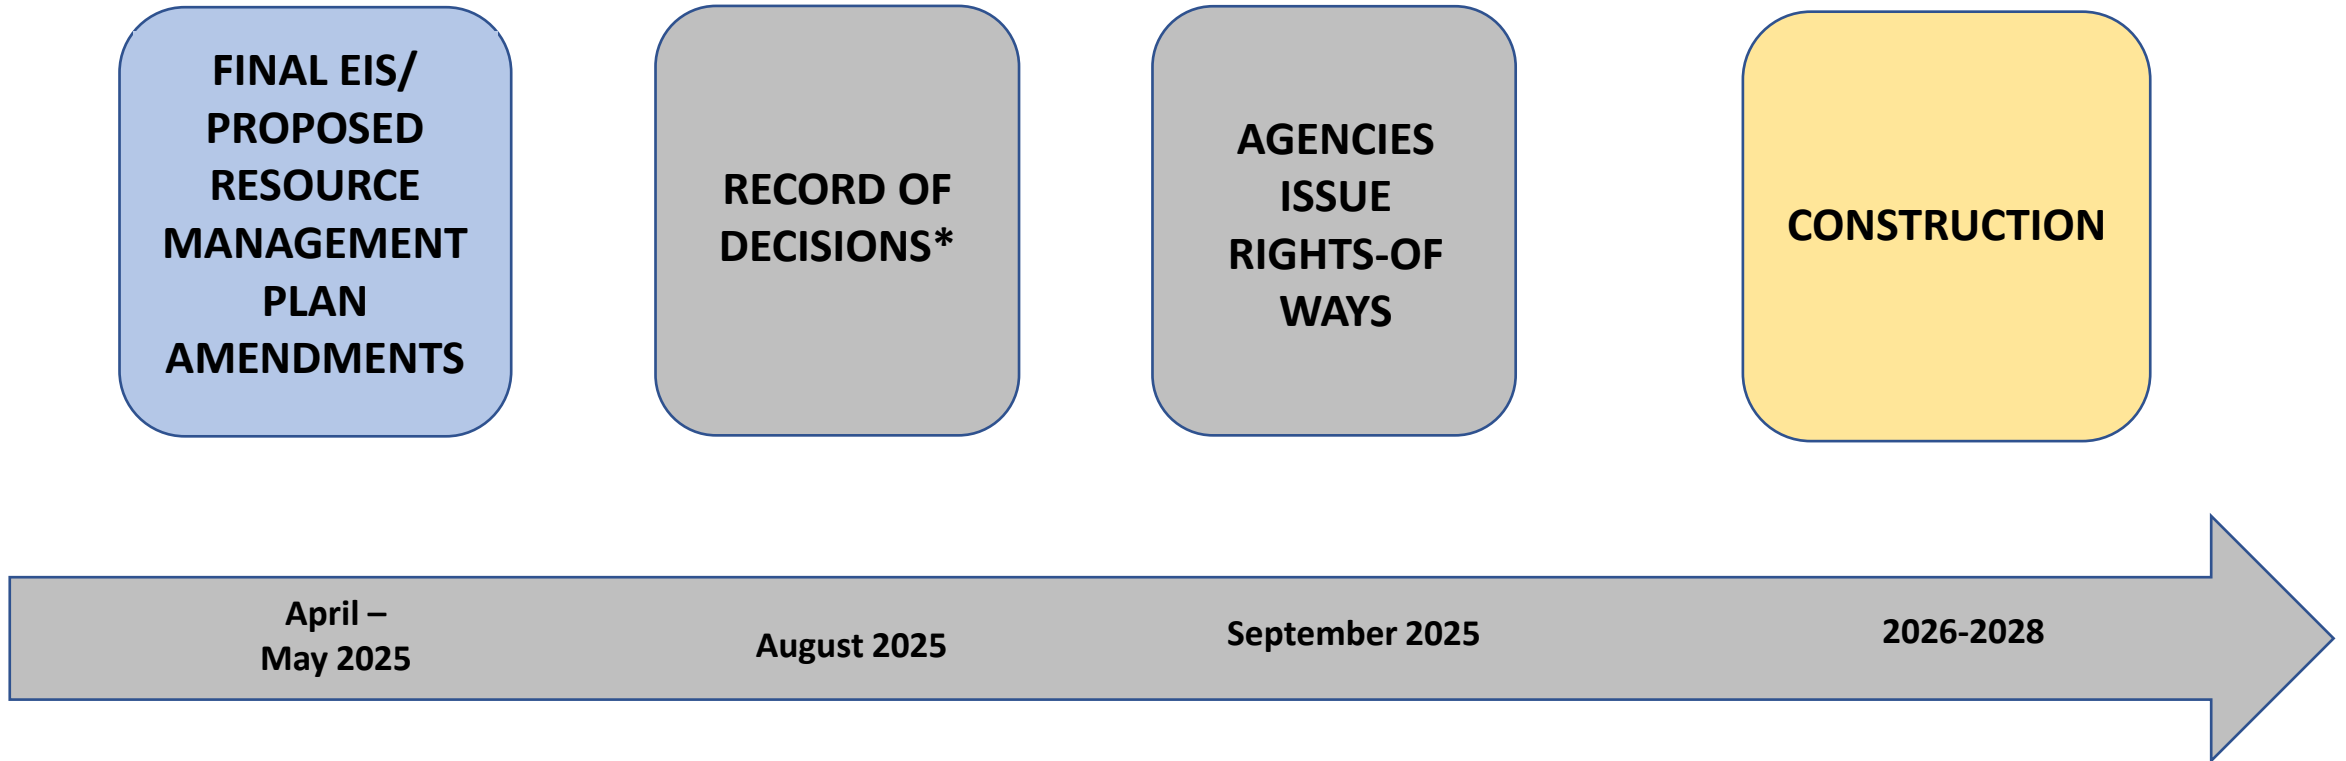 FINAL EIS/
PROPOSED
RESOURCE
MANAGEMENT
PLAN
AMENDMENTS
RECORD OF
DECISIONS*
AGENCIES
ISSUE
RIGHTS-OF
WAYS
CONSTRUCTION
April –
May 2025
August 2025
September 2025
2026-2028